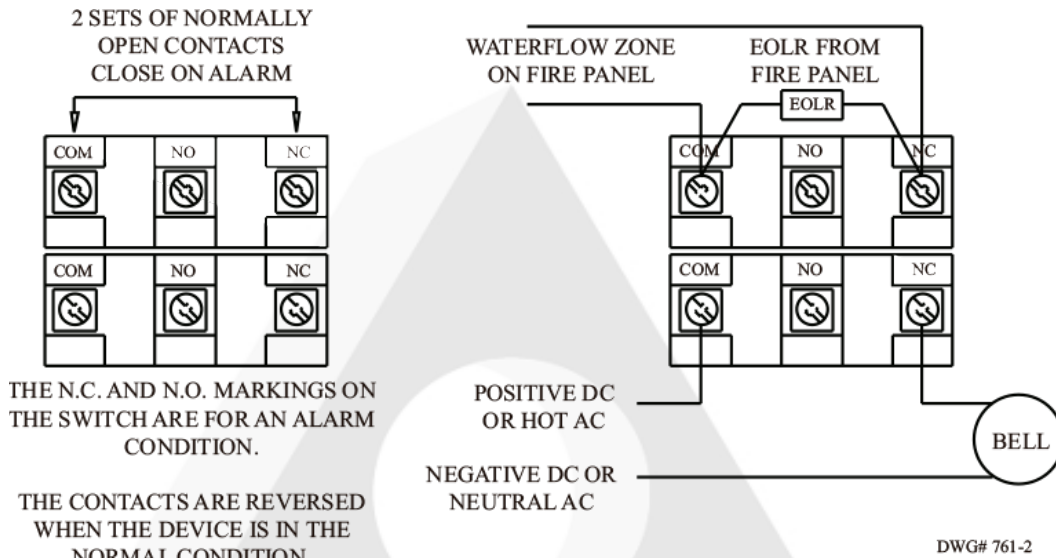 2 SETS OF NORMALLY
OPEN CONTACTS
CLOSE ON ALARM
COM
NO
NC
COM
NO
NC
THE N.C. AND N.O. MARKINGS ON
THE SWITCH ARE FOR AN ALARM
CONDITION.
THE CONTACTS ARE REVERSED
WHEN THE DEVICE IS IN THE
NORMAL CONDITION
WATERFLOW ZONE
ON FIRE PANEL
EOLR FROM
FIRE PANEL
EOLR
COM
NO
NC
COM
NO
NC
POSITIVE DC
OR HOT AC
NEGATIVE DC OR
NEUTRAL AC
BELL
DWG# 761-2